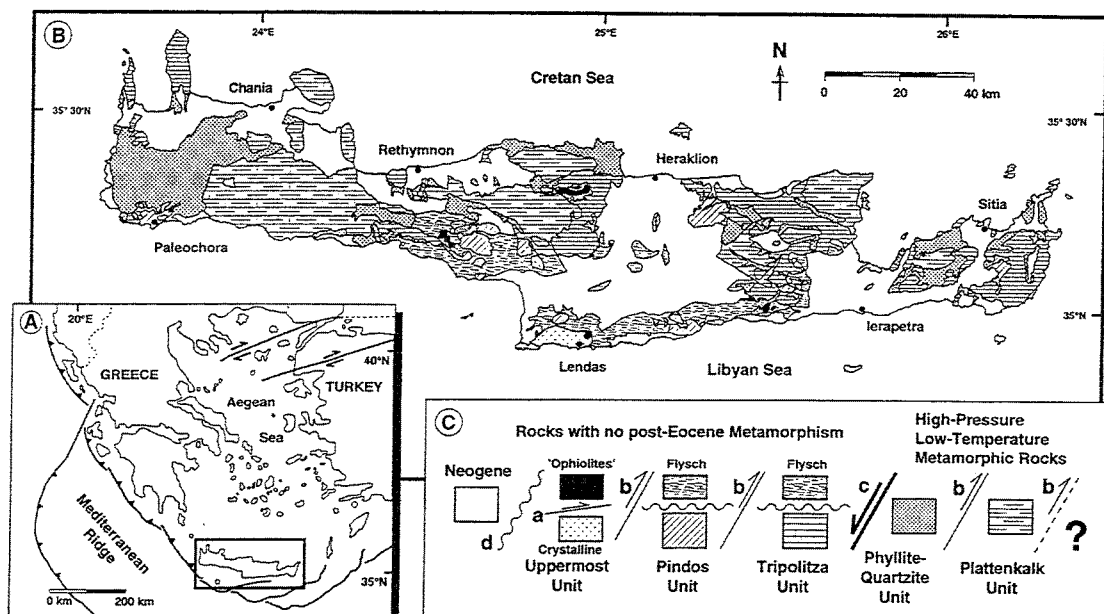 B
24°E
25°E
26°E
Chania
Cretan Sea
N
0 20 40 km
35° 30'N
35° 30'N
Rethymnon
Heraklion
Sitia
Paleochora
35°N
Ierapetra
Lendas
Libyan Sea
A
20°E
40°N
GREECE
TURKEY
Aegean
Sea
Mediterranean
Ridge
35°N
0 km 200 km
C
Rocks with no post-Eocene Metamorphism
High-Pressure
Low-Temperature
Metamorphic Rocks
Neogene
'Ophiolites'
Flysch
Flysch
a
b
b
c
b
b
d
Crystalline
Uppermost
Unit
Pindos
Unit
Tripolitza
Unit
Phyllite-
Quartzite
Unit
Plattenkalk
Unit
?